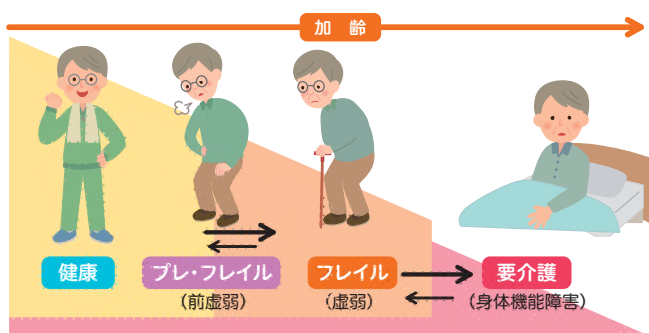 加齢
健康
プレ・フレイル
(前虚弱)
フレイル
(虚弱)
要介護
(身体機能障害)